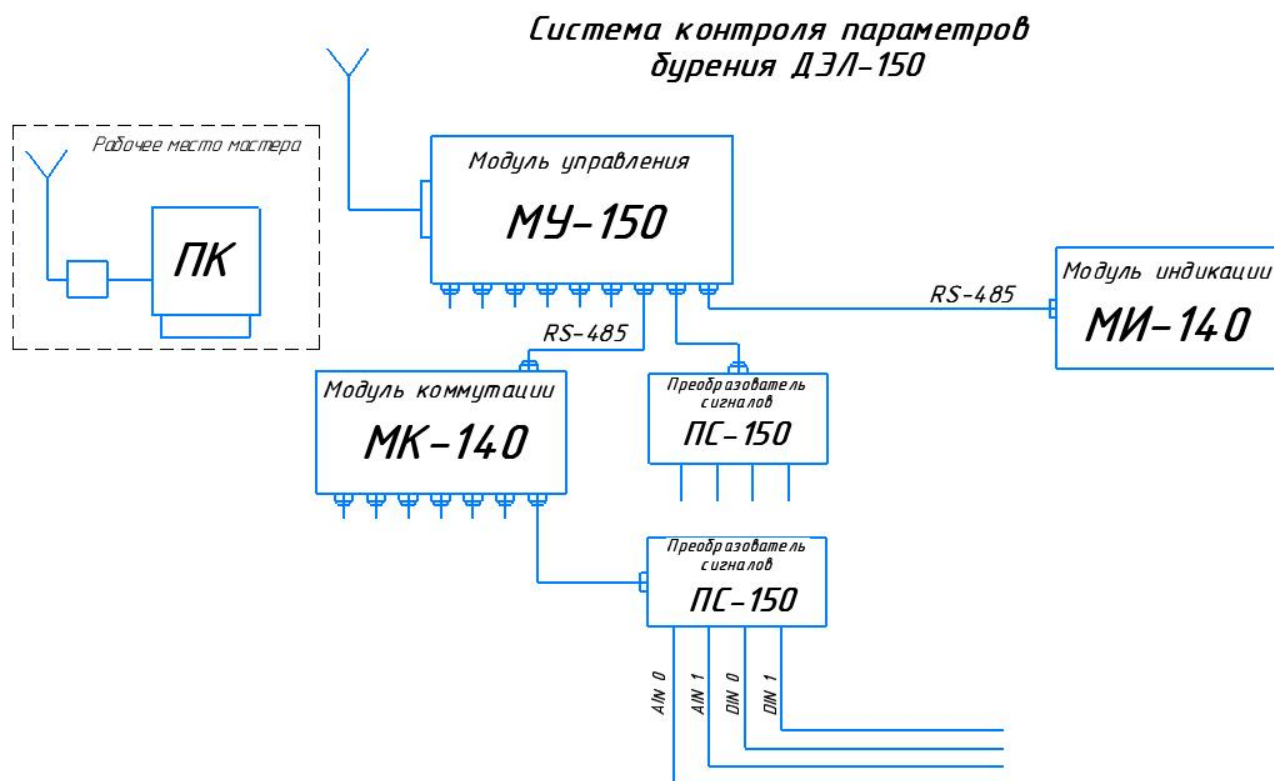 Система контроля параметров
бурения ДЭЛ-150
Рабочее место мастера
ПК
Модуль управления
МУ-150
RS-485
RS-485
Модуль индикации
МИ-140
Модуль коммутации
МК-140
Преобразователь
сигналов
ПС-150
Преобразователь
сигналов
ПС-150
AIN 0
AIN 1
DIN 0
DIN 1